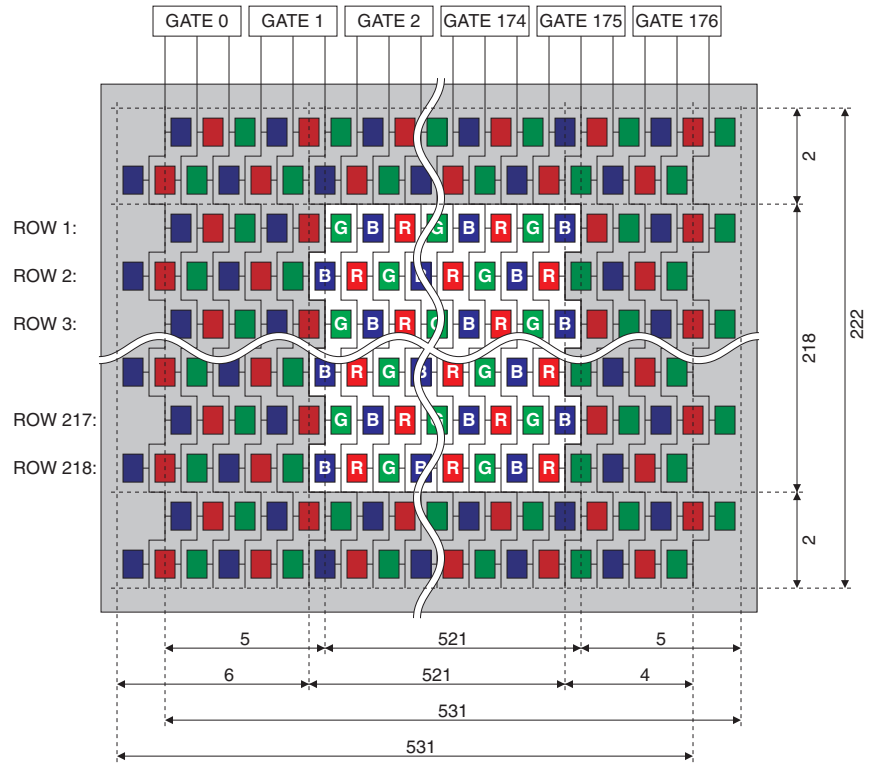 GATE 0 GATE 1 GATE 2 GATE 174 GATE 175 GATE 176
2
ROW 1: G B R G B R G B
ROW 2: B R G B R G B R
ROW 3: G B R G B R G B
218
222
B R G B R G B R
ROW 217: G B R G B R G B
ROW 218: B R G B R G B R
2
5 521 5
6 521 4
531
531